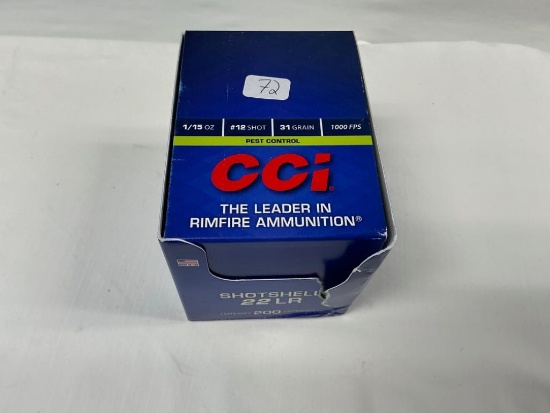 72
1/15 OZ #12 SHOT 31 GRAIN 1000 FPS
PEST CONTROL
CCI®
THE LEADER IN
RIMFIRE AMMUNITION®
SHOTSHELL
22 LR
200